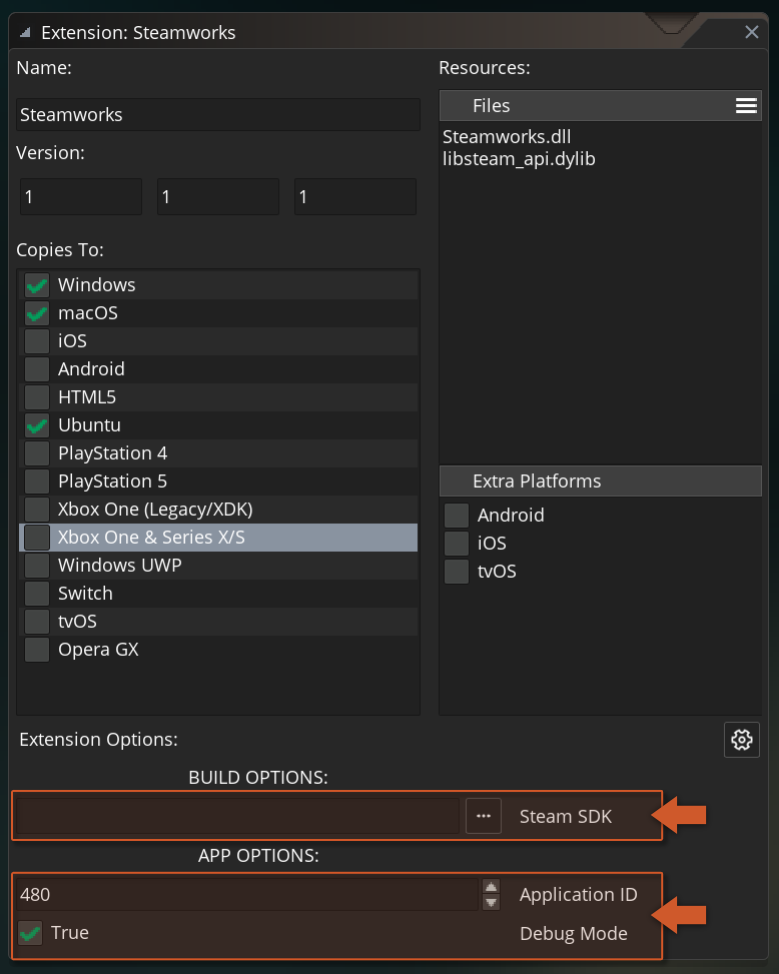 Extension: Steamworks
Name:
Steamworks
Version:
1 1 1
Copies To:
Windows
macOS
iOS
Android
HTML5
Ubuntu
PlayStation 4
PlayStation 5
Xbox One (Legacy/XDK)
Xbox One & Series X/S
Windows UWP
Switch
tvOS
Opera GX
Resources:
Files
Steamworks.dll
libsteam_api.dylib
Extra Platforms
Android
iOS
tvOS
Extension Options:
BUILD OPTIONS:
... Steam SDK
APP OPTIONS:
480 Application ID
True Debug Mode